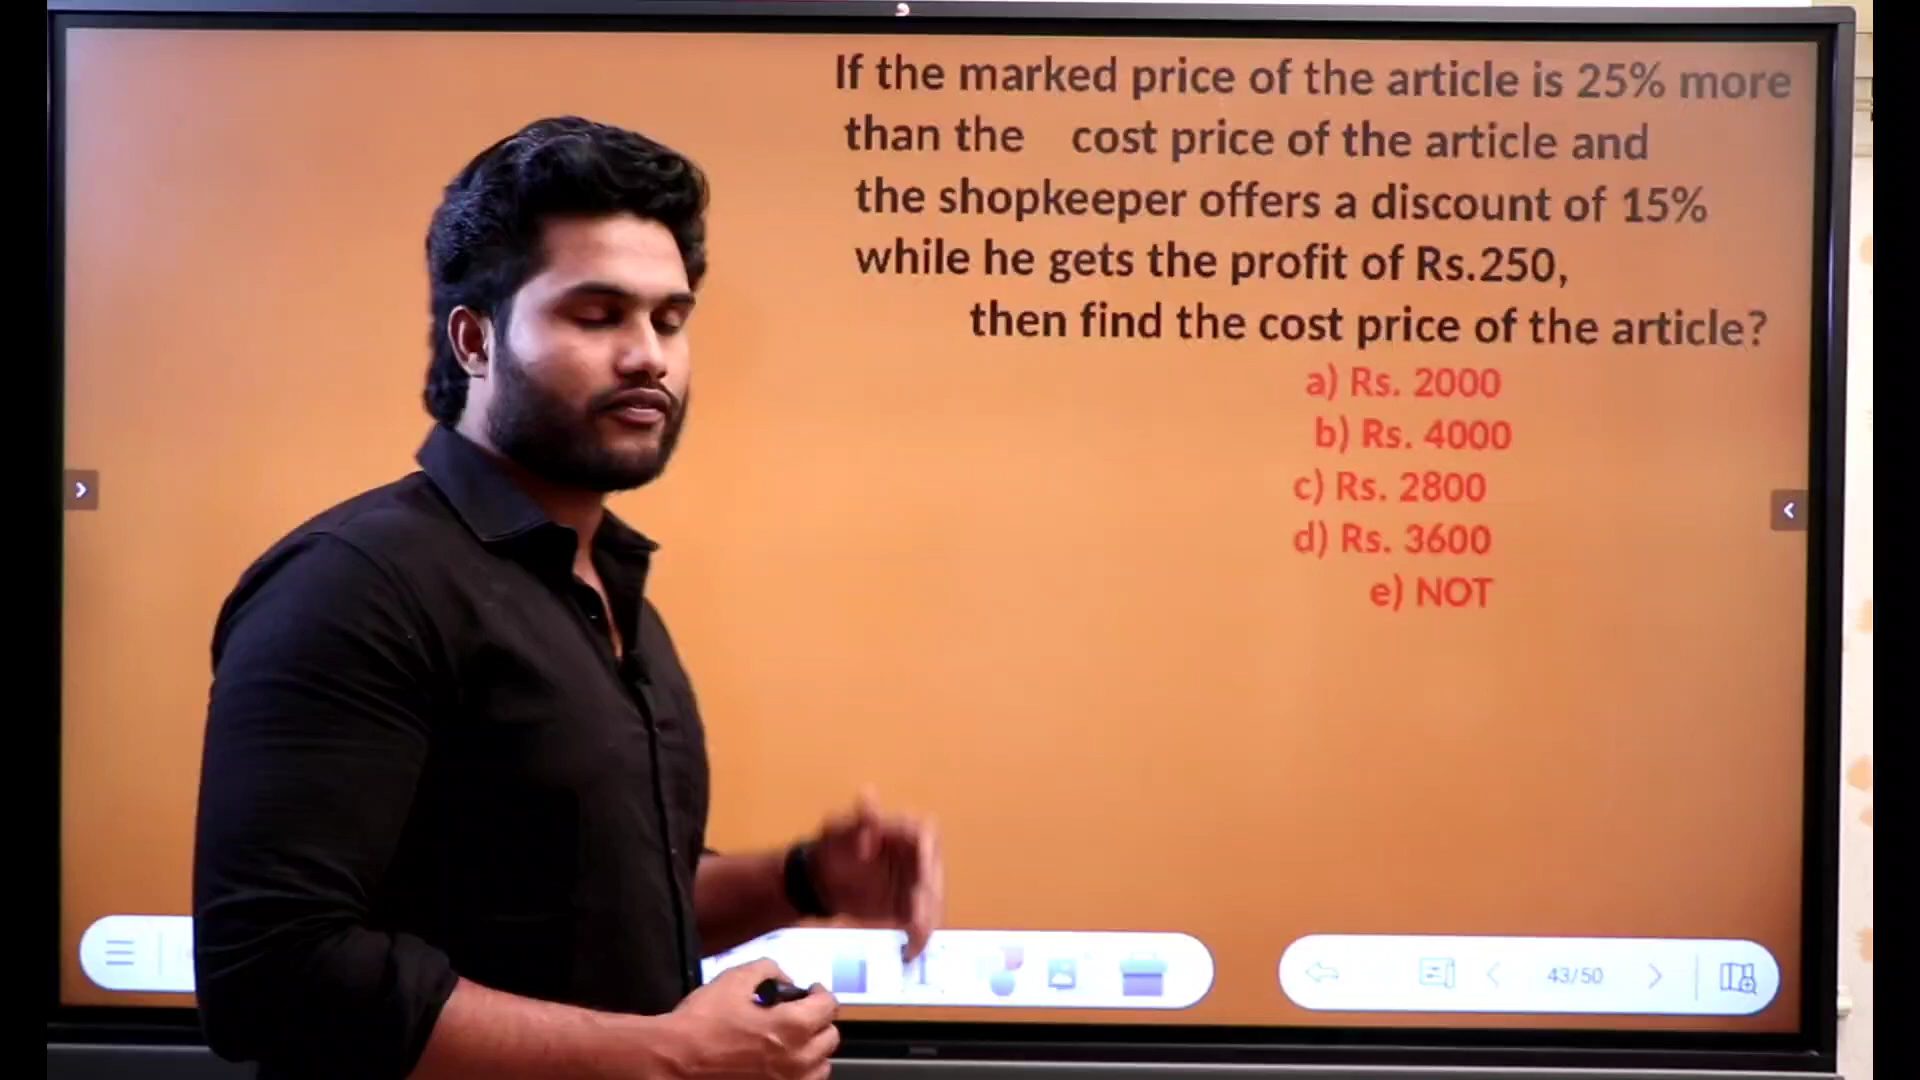 If the marked price of the article is 25% more
than the cost price of the article and
the shopkeeper offers a discount of 15%
while he gets the profit of Rs.250,
then find the cost price of the article?
a) Rs. 2000
b) Rs. 4000
c) Rs. 2800
d) Rs. 3600
e) NOT
43/50